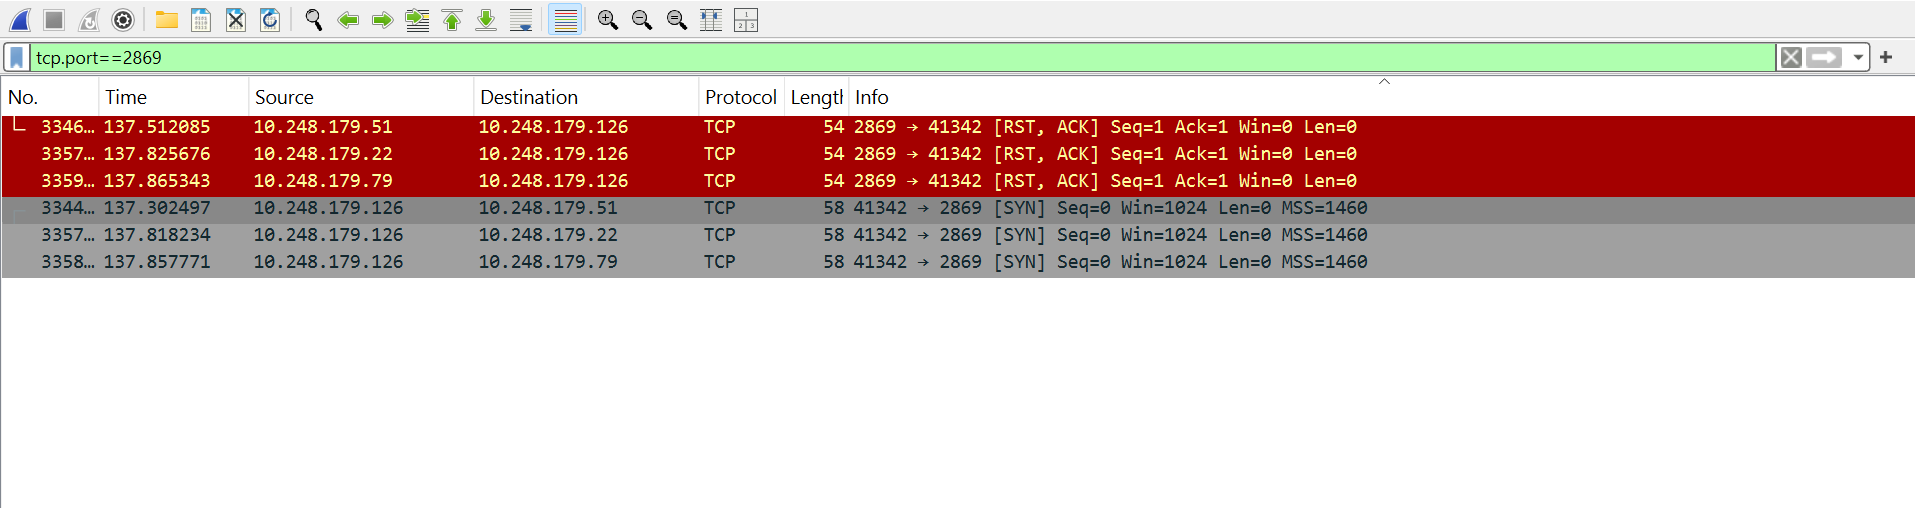 tcp.port==2869
No. Time Source Destination Protocol Length Info
3346… 137.512085 10.248.179.51 10.248.179.126 TCP 54 2869 → 41342 [RST, ACK] Seq=1 Ack=1 Win=0 Len=0
3357… 137.825676 10.248.179.22 10.248.179.126 TCP 54 2869 → 41342 [RST, ACK] Seq=1 Ack=1 Win=0 Len=0
3359… 137.865343 10.248.179.79 10.248.179.126 TCP 54 2869 → 41342 [RST, ACK] Seq=1 Ack=1 Win=0 Len=0
3344… 137.302497 10.248.179.126 10.248.179.51 TCP 58 41342 → 2869 [SYN] Seq=0 Win=1024 Len=0 MSS=1460
3357… 137.818234 10.248.179.126 10.248.179.22 TCP 58 41342 → 2869 [SYN] Seq=0 Win=1024 Len=0 MSS=1460
3358… 137.857771 10.248.179.126 10.248.179.79 TCP 58 41342 → 2869 [SYN] Seq=0 Win=1024 Len=0 MSS=1460